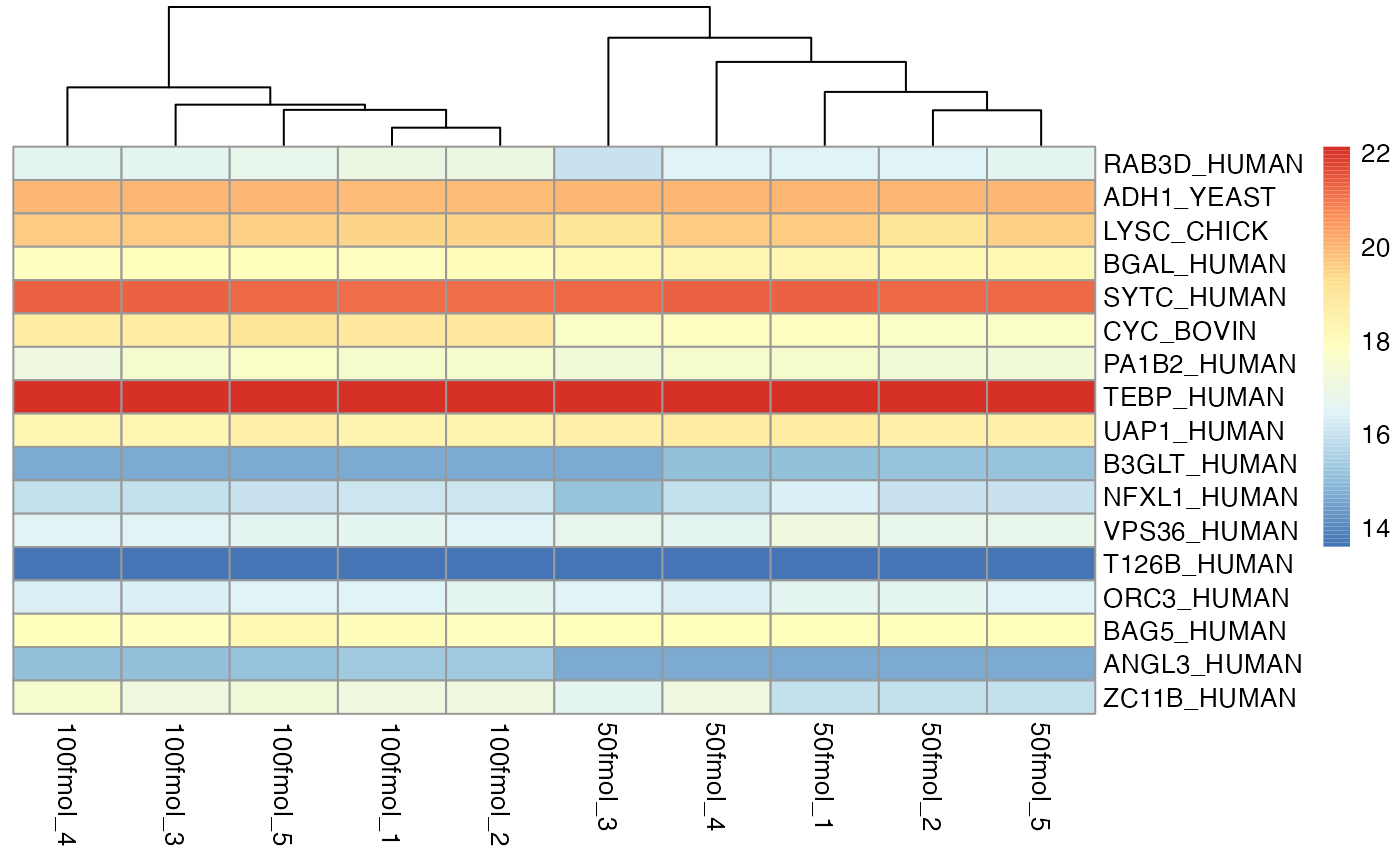 RAB3D_HUMAN
ADH1_YEAST
LYSC_CHICK
BGAL_HUMAN
SYTC_HUMAN
CYC_BOVIN
PA1B2_HUMAN
TEBP_HUMAN
UAP1_HUMAN
B3GLT_HUMAN
NFXL1_HUMAN
VPS36_HUMAN
T126B_HUMAN
ORC3_HUMAN
BAG5_HUMAN
ANGL3_HUMAN
ZC11B_HUMAN
22
20
18
16
14
100fmol_4
100fmol_3
100fmol_5
100fmol_1
100fmol_2
50fmol_3
50fmol_4
50fmol_1
50fmol_2
50fmol_5